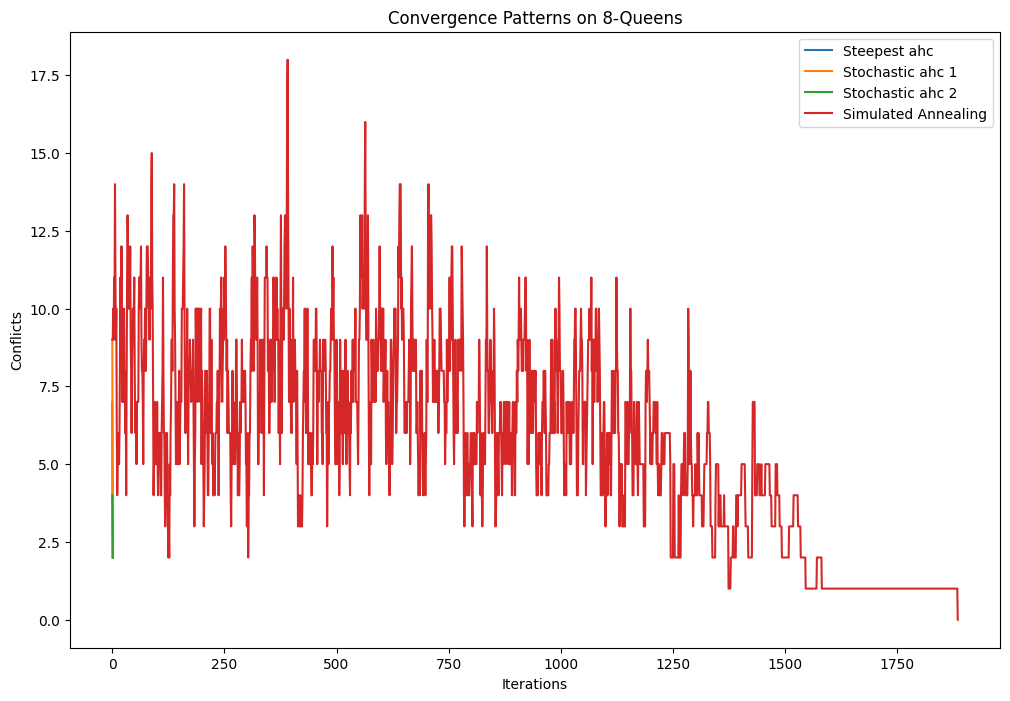 Convergence Patterns on 8-Queens
Steepest ahc
Stochastic ahc 1
Stochastic ahc 2
Simulated Annealing
Conflicts
17.5
15.0
12.5
10.0
7.5
5.0
2.5
0.0
0 250 500 750 1000 1250 1500 1750
Iterations